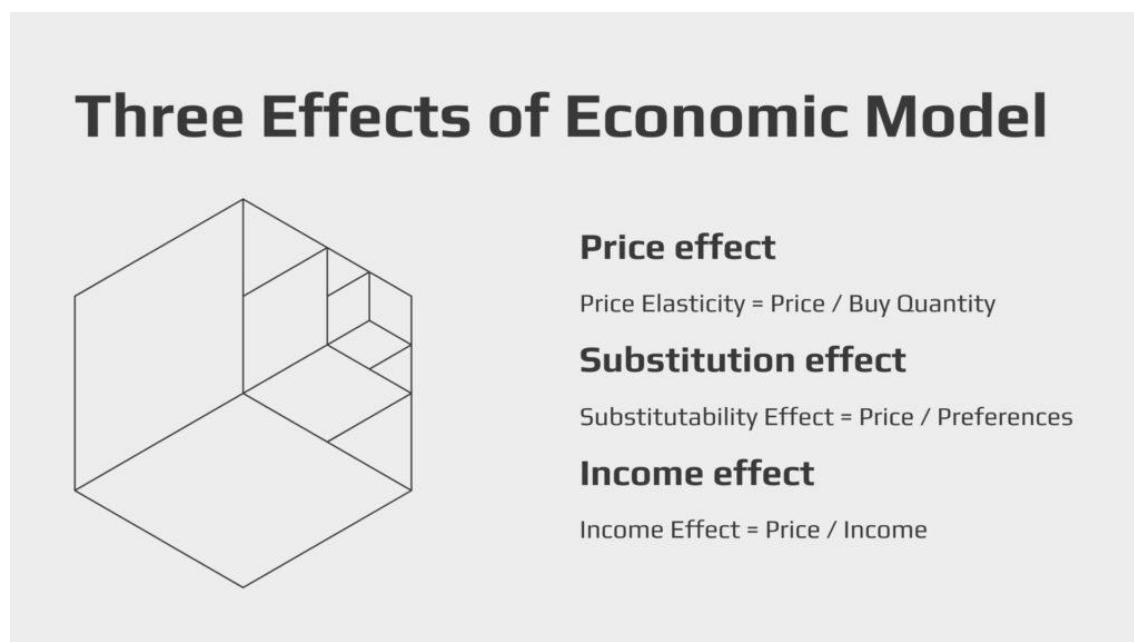 Three Effects of Economic Model
Price effect
Price Elasticity = Price / Buy Quantity
Substitution effect
Substitutability Effect = Price / Preferences
Income effect
Income Effect = Price / Income